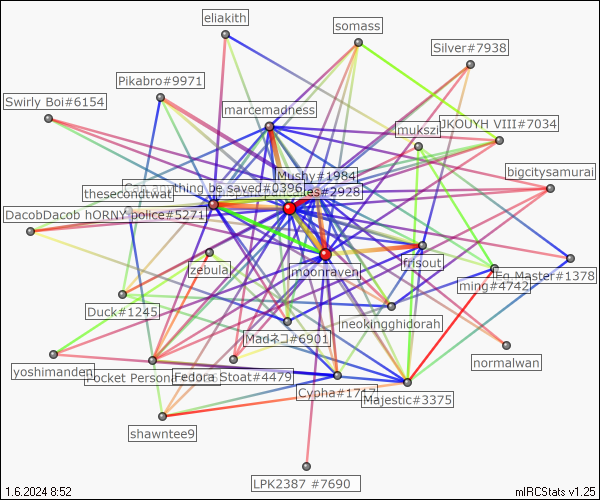 eliakith
somass
Silver#7938
Pikabro#9971
Swirly Boi#6154
marcemadness
JKOUYH VIII#7034
mukszi
Mushy#1984
bigcitysamurai
Can anything be saved#0396
thesecondwat
#2928
DacobDacob hORNY police#5271
zebula
moonraven
frisout
Eg.Master#1378
ming#4742
Duck#1245
neokingghidorah
Madネコ#6901
normalwan
yoshimanden
Pocket Persona
Fedora Stoat#4479
Cypha#1717
Majestic#3375
shawntee9
LPK2387 #7690
1.6.2024 8:52
mIRCStats v1.25